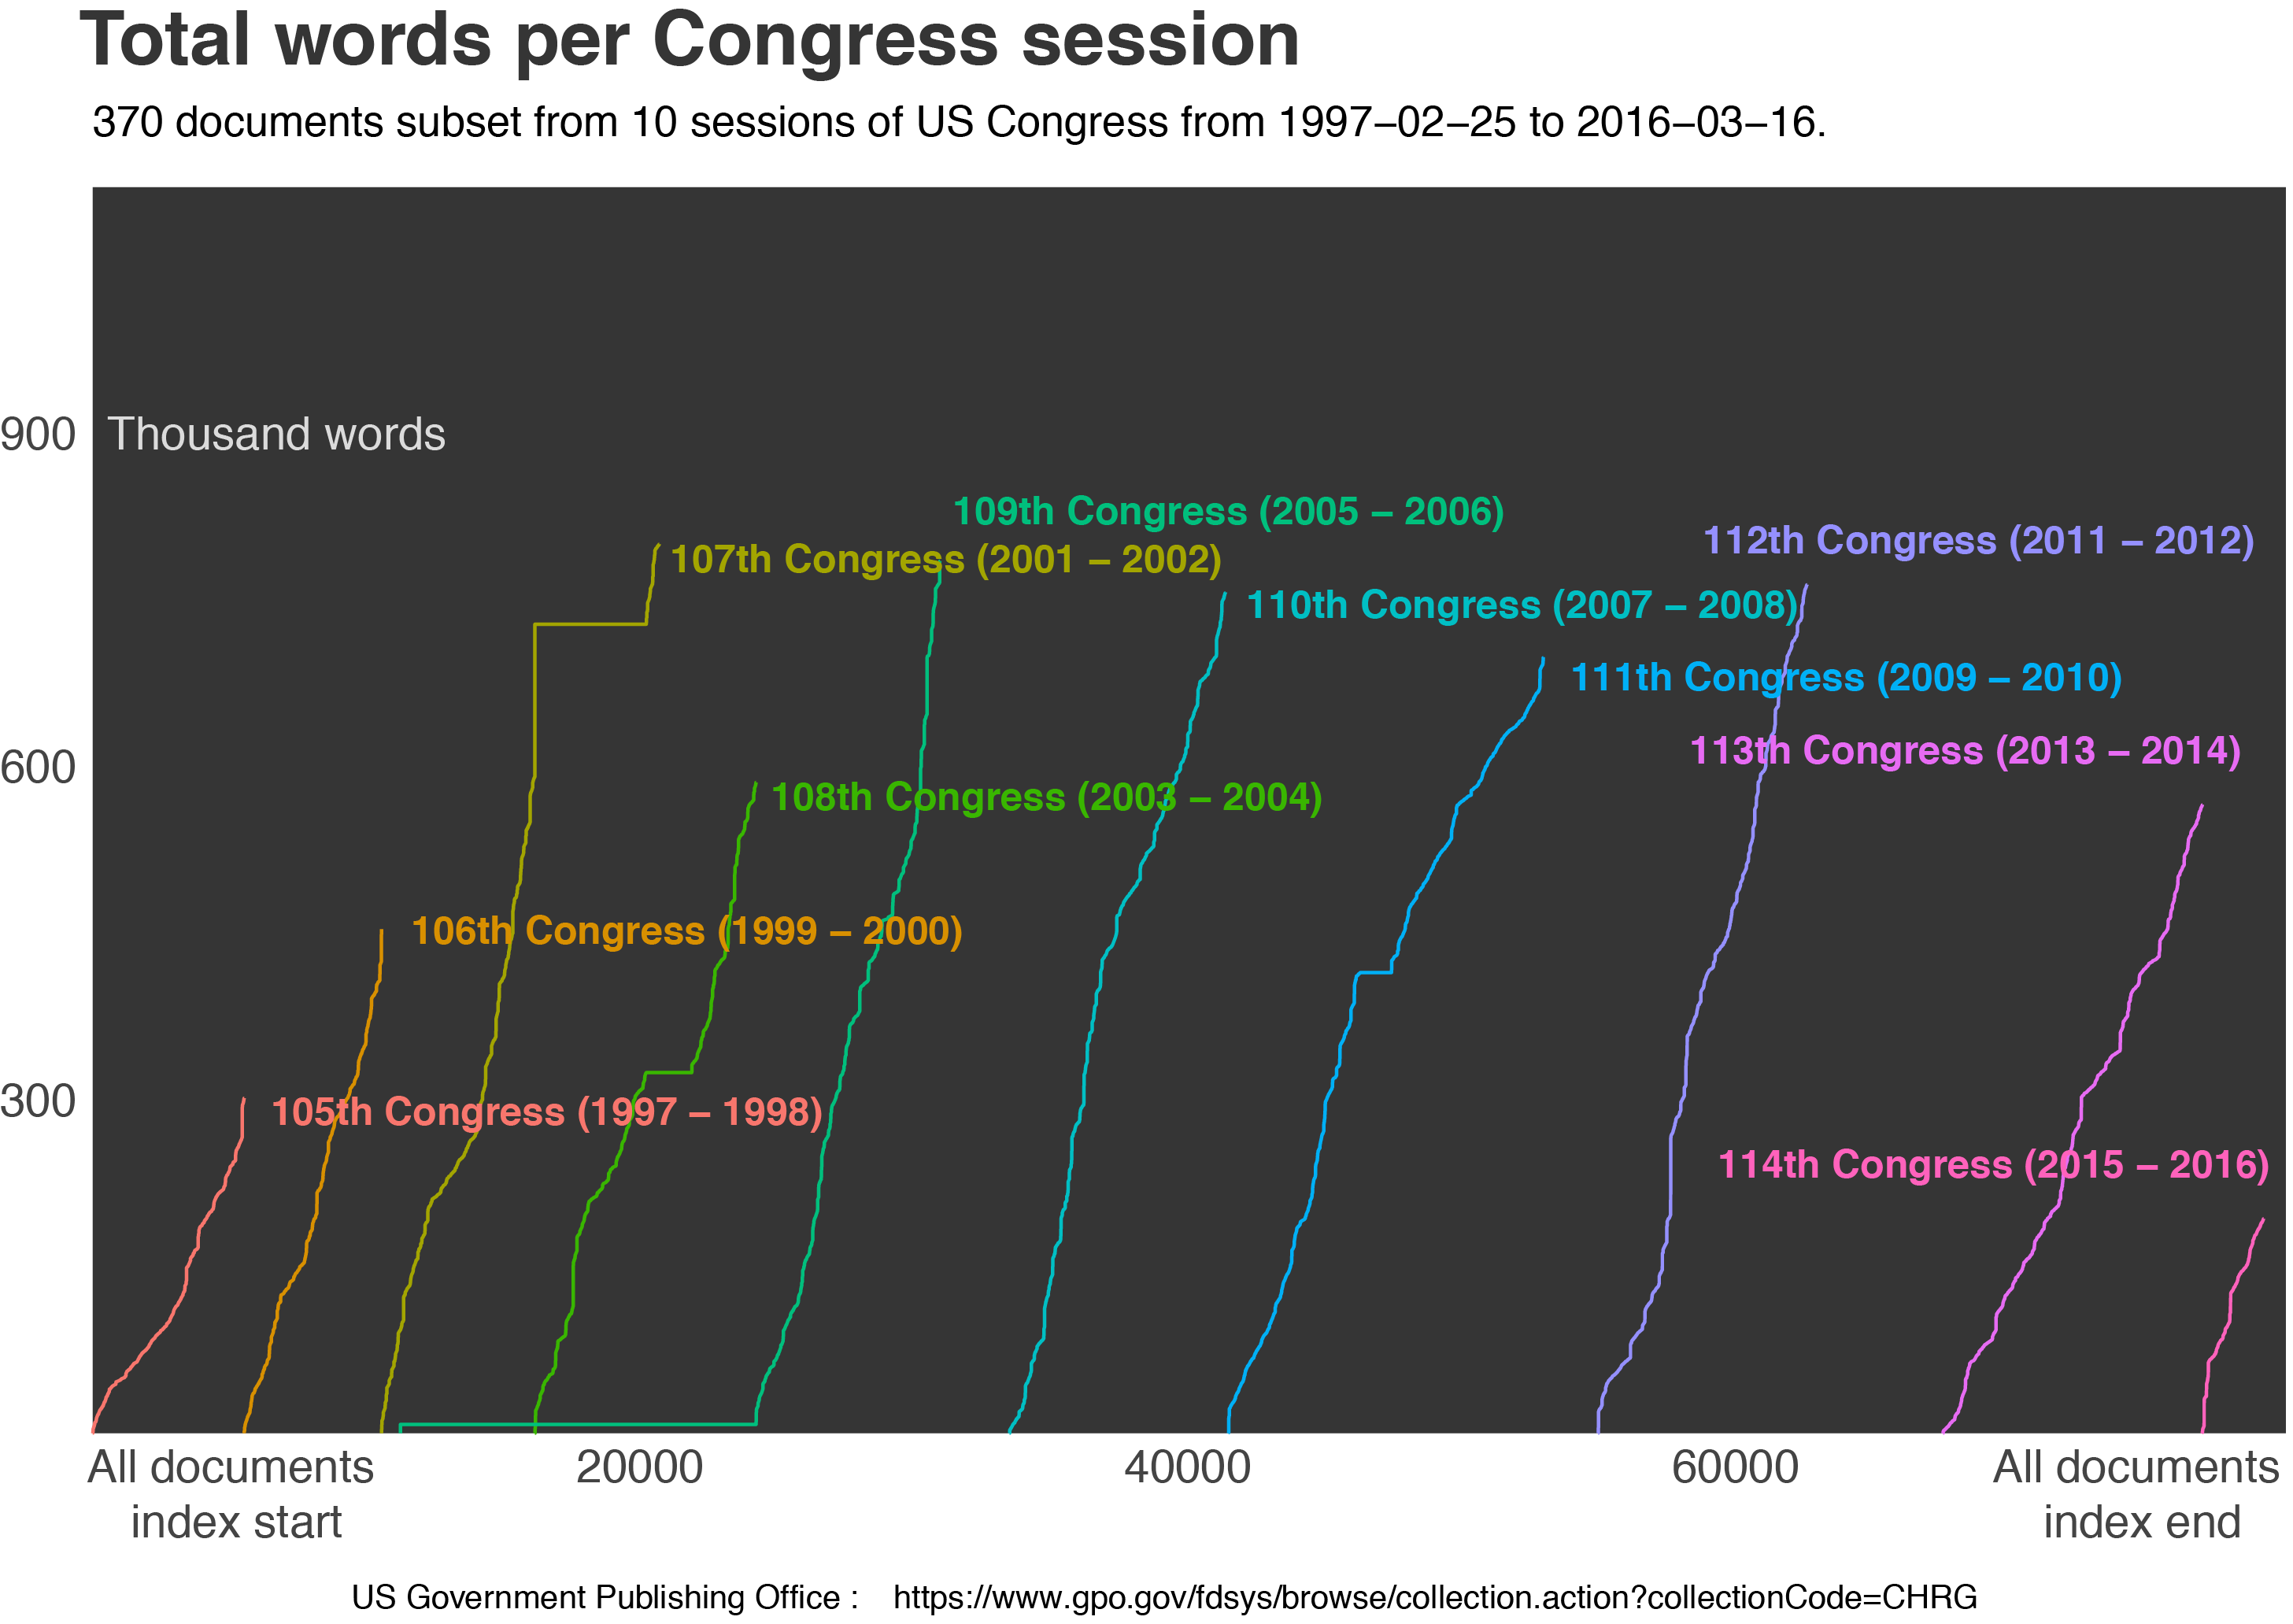 Total words per Congress session
370 documents subset from 10 sessions of US Congress from 1997–02–25 to 2016–03–16.
900
Thousand words
109th Congress (2005 – 2006)
112th Congress (2011 – 2012)
107th Congress (2001 – 2002)
110th Congress (2007 – 2008)
111th Congress (2009 – 2010)
113th Congress (2013 – 2014)
600
108th Congress (2003 – 2004)
106th Congress (1999 – 2000)
300
105th Congress (1997 – 1998)
114th Congress (2015 – 2016)
All documents
index start
20000
40000
60000
All documents
index end
US Government Publishing Office : https://www.gpo.gov/fdsys/browse/collection.action?collectionCode=CHRG